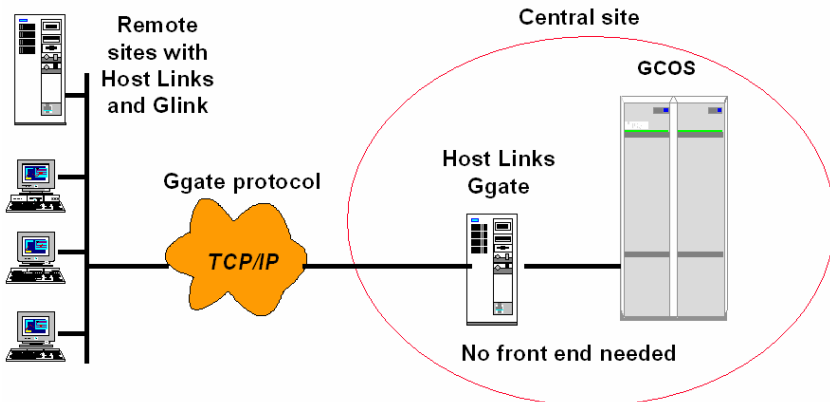 Remote
sites with
Host Links
and Glink
Ggate protocol
TCP/IP
Central site
GCOS
Host Links
Ggate
No front end needed